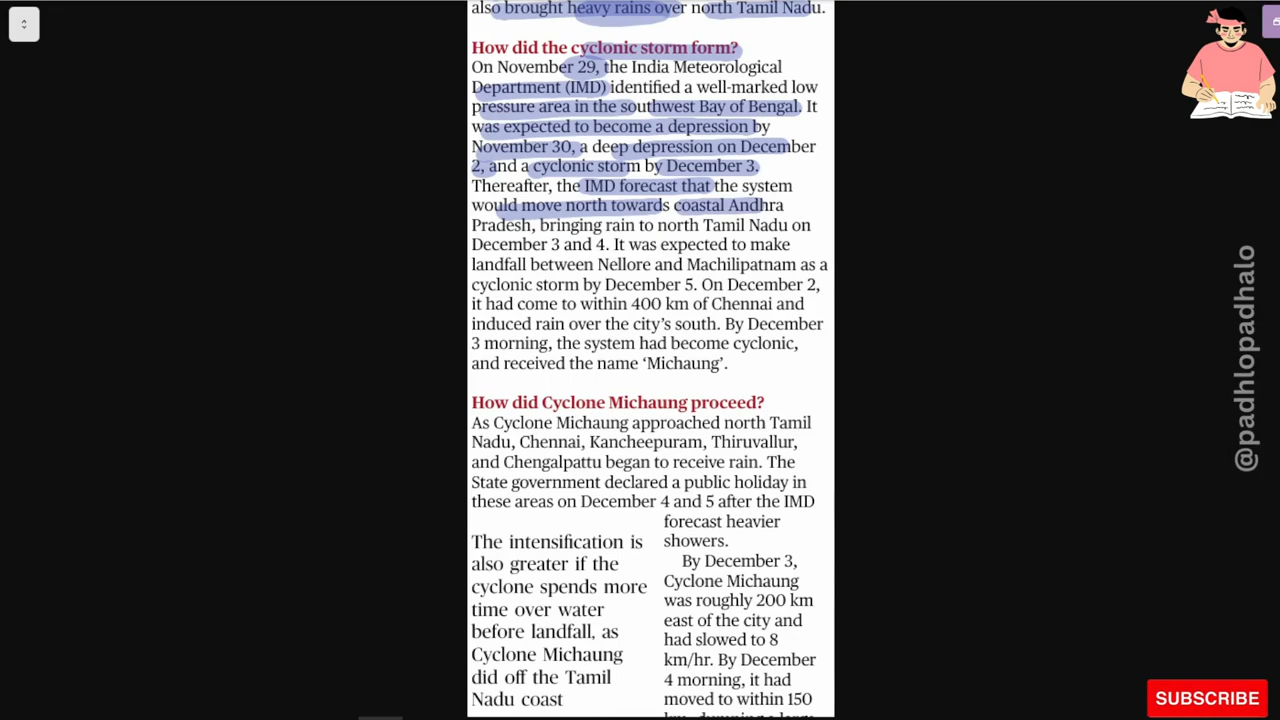 also brought heavy rains over north Tamil Nadu.
How did the cyclonic storm form?
On November 29, the India Meteorological
Department (IMD) identified a well-marked low
pressure area in the southwest Bay of Bengal. It
was expected to become a depression by
November 30, a deep depression on December
2, and a cyclonic storm by December 3.
Thereafter, the IMD forecast that the system
would move north towards coastal Andhra
Pradesh, bringing rain to north Tamil Nadu on
December 3 and 4. It was expected to make
landfall between Nellore and Machilipatnam as a
cyclonic storm by December 5. On December 2,
it had come to within 400 km of Chennai and
induced rain over the city’s south. By December
3 morning, the system had become cyclonic,
and received the name ‘Michaung’.
How did Cyclone Michaung proceed?
As Cyclone Michaung approached north Tamil
Nadu, Chennai, Kancheepuram, Thiruvallur,
and Chengalpattu began to receive rain. The
State government declared a public holiday in
these areas on December 4 and 5 after the IMD
forecast heavier
showers.
By December 3,
Cyclone Michaung
was roughly 200 km
east of the city and
had slowed to 8
km/hr. By December
4 morning, it had
moved to within 150
The intensification is
also greater if the
cyclone spends more
time over water
before landfall, as
Cyclone Michaung
did off the Tamil
Nadu coast
@padhlopadhalo
SUBSCRIBE